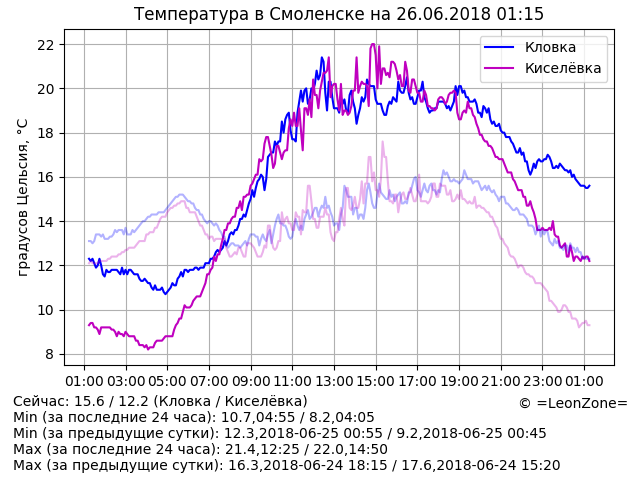 Температура в Смоленске на 26.06.2018 01:15
градусов Цельсия, °C
22
20
18
16
14
12
10
8
Кловка
Киселёвка
01:00 03:00 05:00 07:00 09:00 11:00 13:00 15:00 17:00 19:00 21:00 23:00 01:00
Сейчас: 15.6 / 12.2 (Кловка / Киселёвка)
© =LeonZone=
Min (за последние 24 часа): 10.7,04:55 / 8.2,04:05
Min (за предыдущие сутки): 12.3,2018-06-25 00:55 / 9.2,2018-06-25 00:45
Max (за последние 24 часа): 21.4,12:25 / 22.0,14:50
Max (за предыдущие сутки): 16.3,2018-06-24 18:15 / 17.6,2018-06-24 15:20